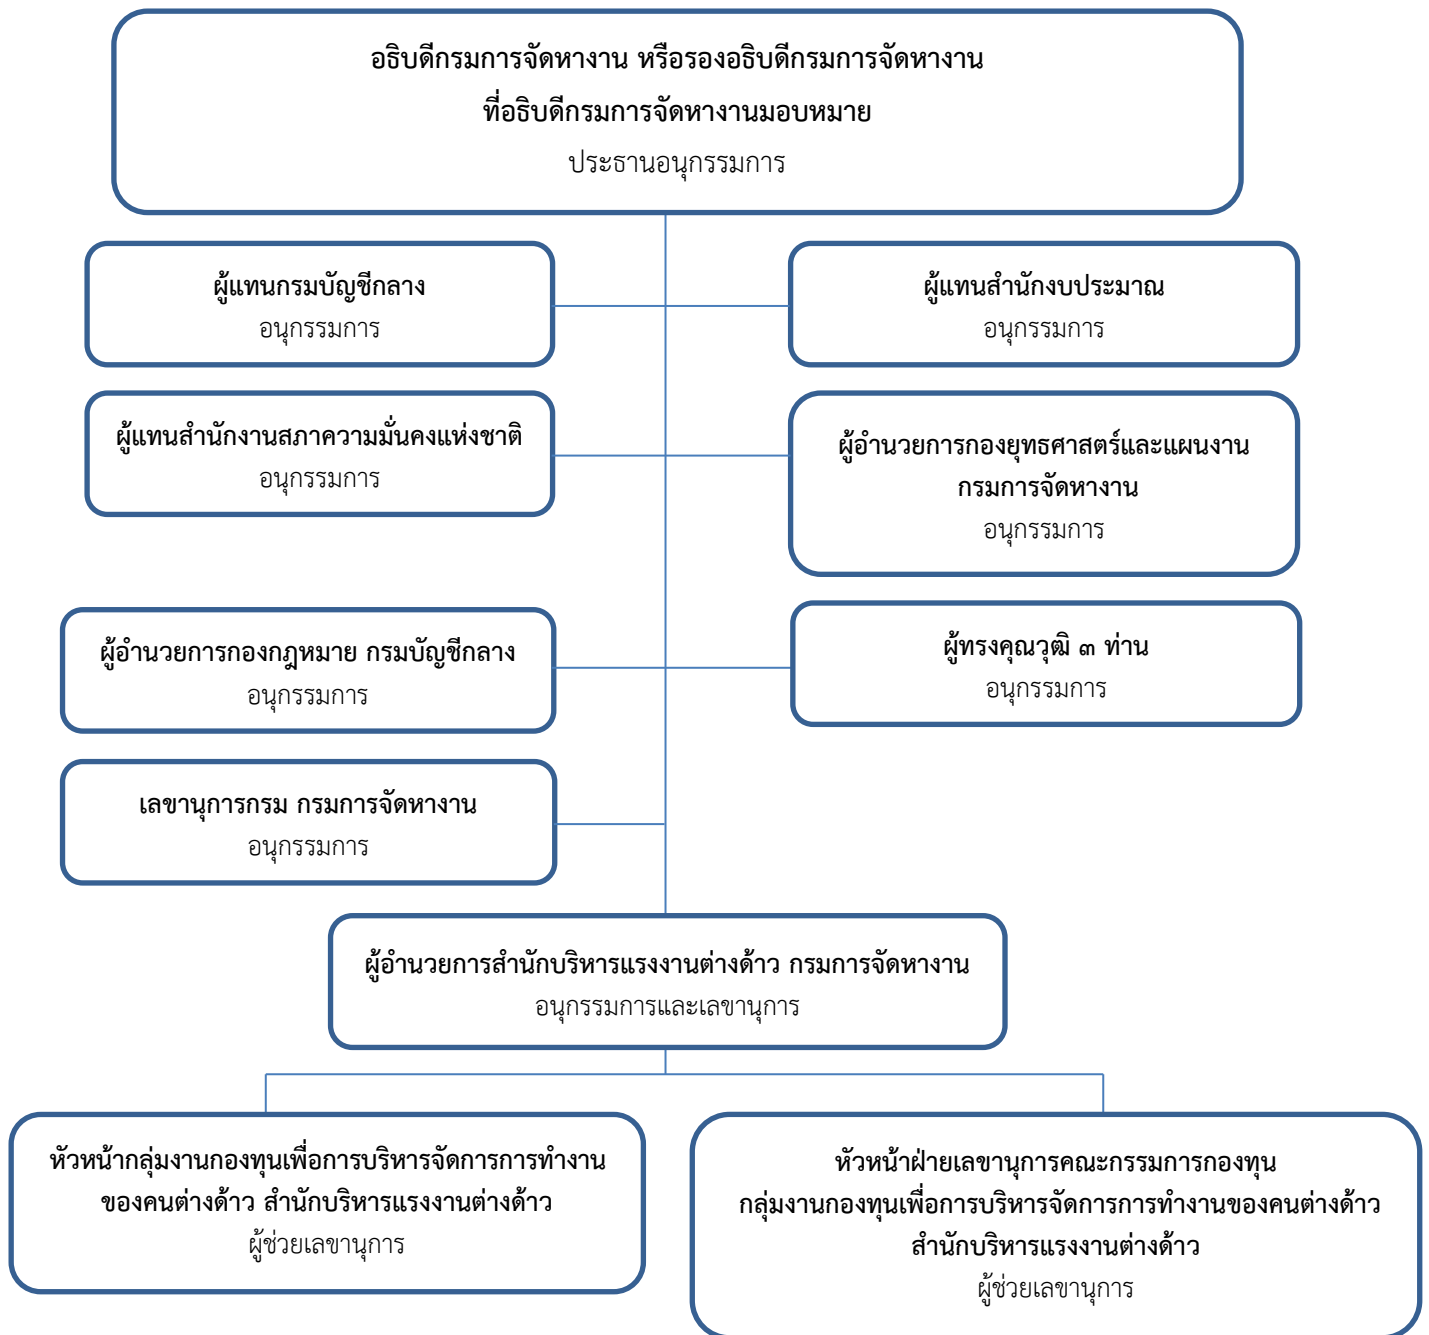 อธิบดีกรมการจัดหางาน หรือรองอธิบดีกรมการจัดหางาน
ที่อธิบดีกรมการจัดหางานมอบหมาย
ประธานอนุกรรมการ
ผู้แทนกรมบัญชีกลาง
อนุกรรมการ
ผู้แทนสำนักงบประมาณ
อนุกรรมการ
ผู้แทนสำนักงานสภาความมั่นคงแห่งชาติ
อนุกรรมการ
ผู้อำนวยการกองยุทธศาสตร์และแผนงาน
กรมการจัดหางาน
อนุกรรมการ
ผู้อำนวยการกองกฎหมาย กรมบัญชีกลาง
อนุกรรมการ
ผู้ทรงคุณวุฒิ ๓ ท่าน
อนุกรรมการ
เลขานุการกรม กรมการจัดหางาน
อนุกรรมการ
ผู้อำนวยการสำนักบริหารแรงงานต่างด้าว กรมการจัดหางาน
อนุกรรมการและเลขานุการ
หัวหน้ากลุ่มงานกองทุนเพื่อการบริหารจัดการการทำงาน
ของคนต่างด้าว สำนักบริหารแรงงานต่างด้าว
ผู้ช่วยเลขานุการ
หัวหน้าฝ่ายเลขานุการคณะกรรมการกองทุน
กลุ่มงานกองทุนเพื่อการบริหารจัดการการทำงานของคนต่างด้าว
สำนักบริหารแรงงานต่างด้าว
ผู้ช่วยเลขานุการ